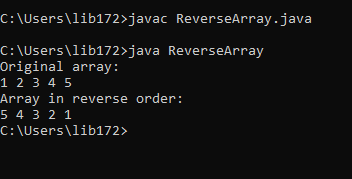 C:\Users\lib172>javac ReverseArray.java
C:\Users\lib172>java ReverseArray
Original array:
1 2 3 4 5
Array in reverse order:
5 4 3 2 1
C:\Users\lib172>